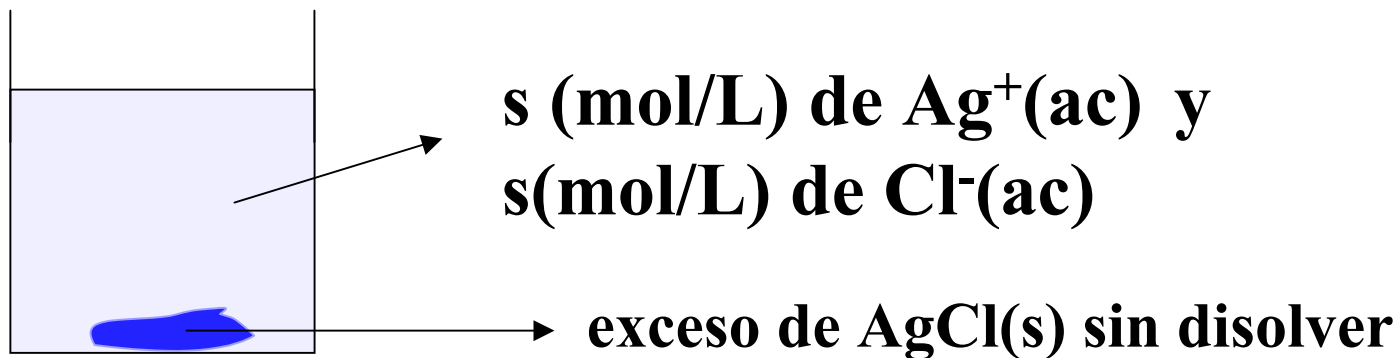 s (mol/L) de Ag⁺(ac) y
s(mol/L) de Cl⁻(ac)
exceso de AgCl(s) sin disolver